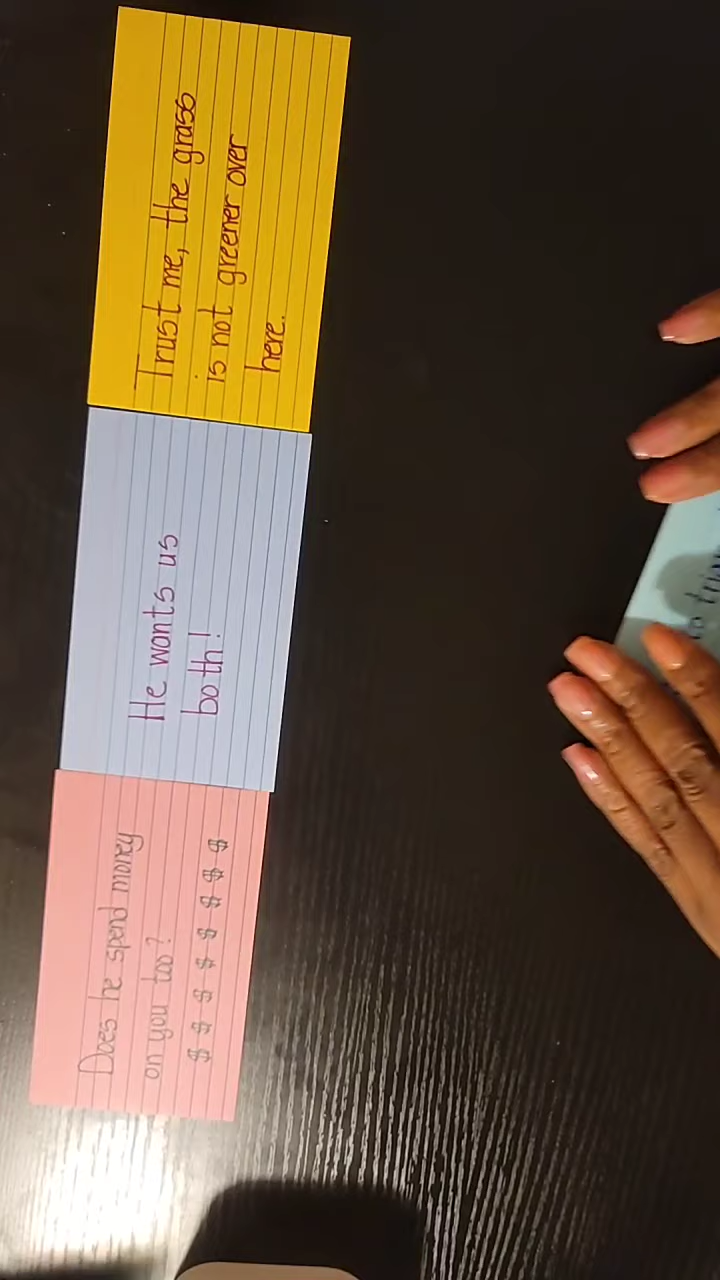 Does he spend money
on you too?
$ $ $ $ $ $ $ $
He wants us
both!
Trust me, the grass
is not greener over
here.